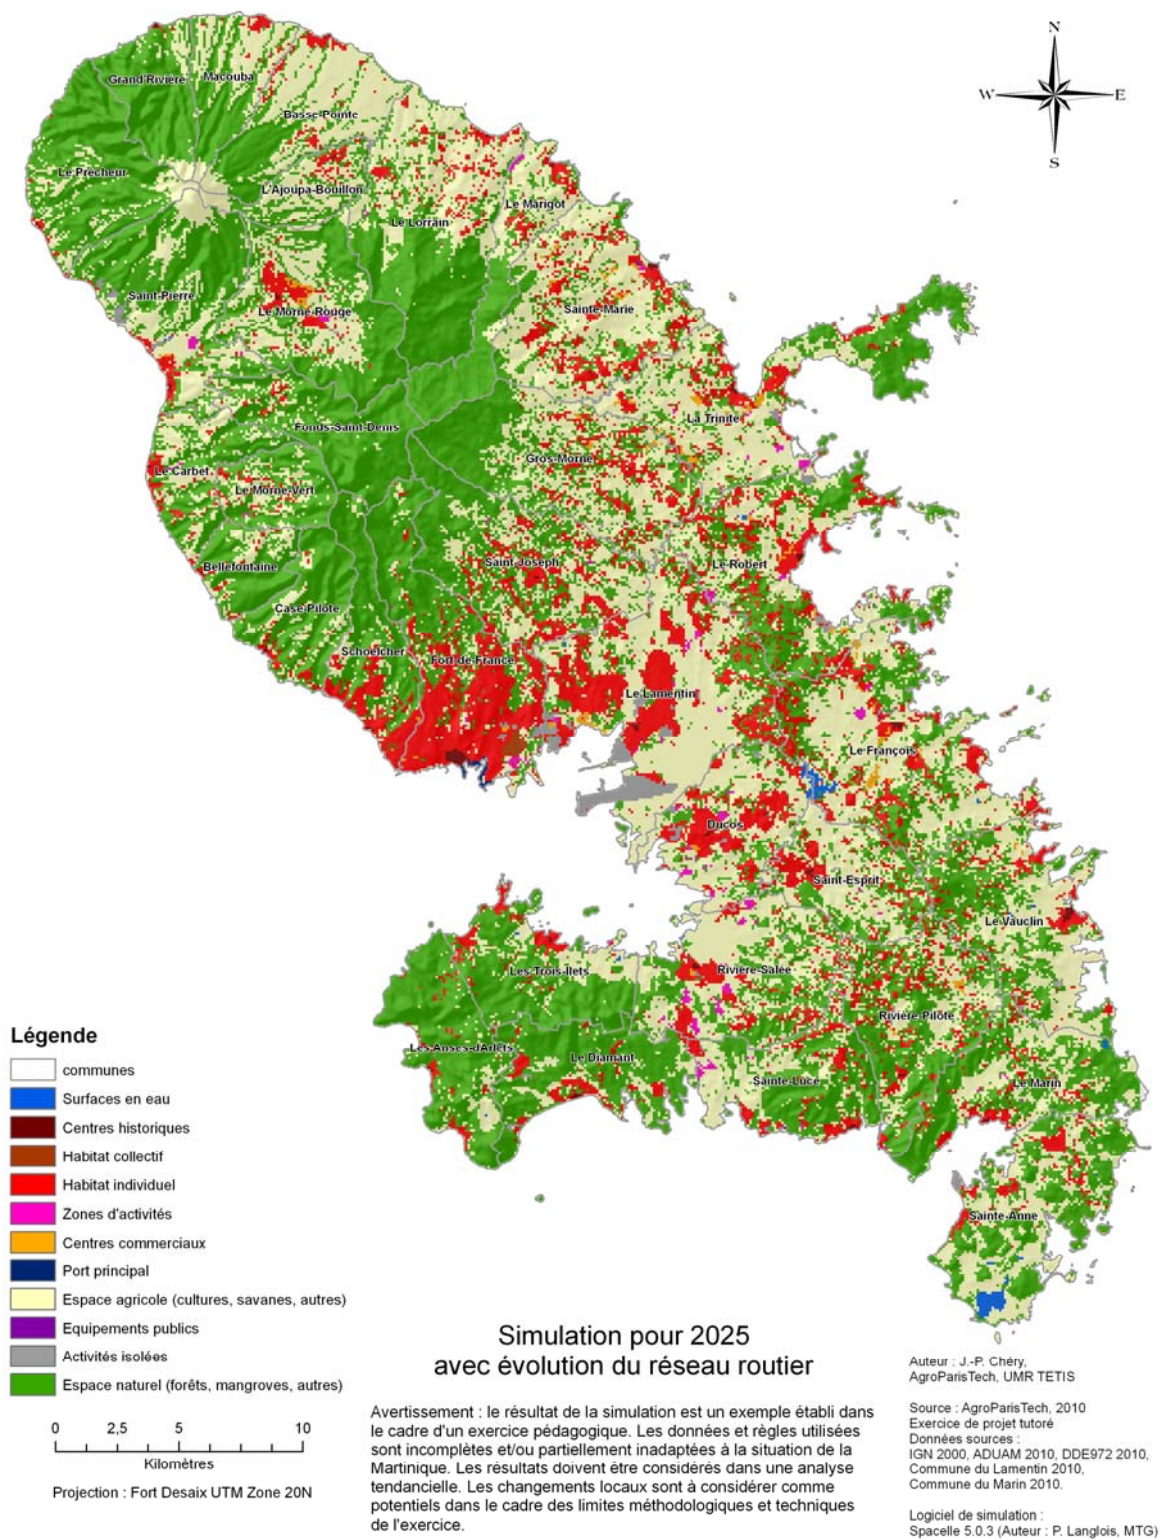 N
W
E
S
Grand Rivière
Macouba
Basse-Pointe
Le Prêcheur
L'Ajoupa-Bouillon
Le Lorrain
Le Marigot
Saint-Pierre
Le Morne-Rouge
Sainte-Marie
La Trinité
Fonds-Saint-Denis
Gros-Morne
Le Carbet
Le Morne-Vert
Saint-Joseph
Le Robert
Bellefontaine
Case-Pilote
Schoelcher
Fort-de-France
Le Lamentin
Le François
Ducos
Saint-Esprit
Le Vauclin
Les Trois-Ilets
Rivière-Salée
Rivière-Pilote
Les Anses-d'Arlets
Le Diamant
Sainte-Luce
Le Marin
Sainte-Anne
Légende
communes
Surfaces en eau
Centres historiques
Habitat collectif
Habitat individuel
Zones d'activités
Centres commerciaux
Port principal
Espace agricole (cultures, savanes, autres)
Equipements publics
Activités isolées
Espace naturel (forêts, mangroves, autres)
0 2,5 5 10
Kilomètres
Projection : Fort Desaix UTM Zone 20N
Simulation pour 2025
avec évolution du réseau routier
Avertissement : le résultat de la simulation est un exemple établi dans
le cadre d'un exercice pédagogique. Les données et règles utilisées
sont incomplètes et/ou partiellement inadaptées à la situation de la
Martinique. Les résultats doivent être considérés dans une analyse
tendancielle. Les changements locaux sont à considérer comme
potentiels dans le cadre des limites méthodologiques et techniques
de l'exercice.
Auteur : J.-P. Chéry,
AgroParisTech, UMR TETIS
Source : AgroParisTech, 2010
Exercice de projet tutoré
Données sources :
IGN 2000, ADUAM 2010, DDE972 2010,
Commune du Lamentin 2010,
Commune du Marin 2010.
Logiciel de simulation :
Spacelle 5.0.3 (Auteur : P. Langlois, MTG)